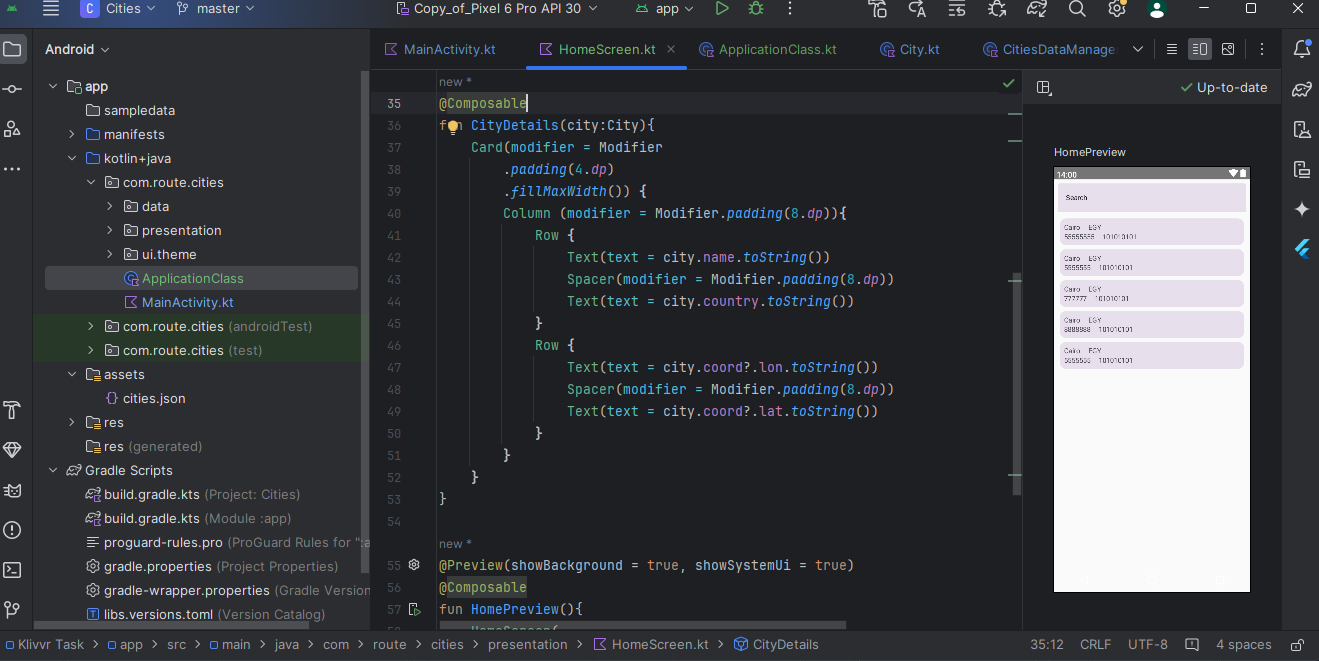 C Cities master Copy_of_Pixel 6 Pro API 30 app
Android
MainActivity.kt HomeScreen.kt ApplicationClass.kt City.kt CitiesDataManage
app
sampledata
manifests
kotlin+java
com.route.cities
data
presentation
ui.theme
ApplicationClass
MainActivity.kt
com.route.cities (androidTest)
com.route.cities (test)
assets
cities.json
res
res (generated)
Gradle Scripts
build.gradle.kts (Project: Cities)
build.gradle.kts (Module :app)
proguard-rules.pro (ProGuard Rules for ":a
gradle.properties (Project Properties)
gradle-wrapper.properties (Gradle Version
libs.versions.toml (Version Catalog)
new *
35 @Composable
36 fun CityDetails(city:City){
37 Card(modifier = Modifier
38 .padding(4.dp)
39 .fillMaxWidth()) {
40 Column (modifier = Modifier.padding(8.dp)){
41 Row {
42 Text(text = city.name.toString())
43 Spacer(modifier = Modifier.padding(8.dp))
44 Text(text = city.country.toString())
45 }
46 Row {
47 Text(text = city.coord?.lon.toString())
48 Spacer(modifier = Modifier.padding(8.dp))
49 Text(text = city.coord?.lat.toString())
50 }
51 }
52 }
53 }
54
new *
55 @Preview(showBackground = true, showSystemUi = true)
56 @Composable
57 fun HomePreview(){
Up-to-date
HomePreview
14:00
Search
Cairo EGY
55555555 101010101
Cairo EGY
5555555 101010101
Cairo EGY
777777 101010101
Cairo EGY
8888888 101010101
Cairo EGY
5555555 101010101
Klivvr Task > app > src > main > java > com > route > cities > presentation > HomeScreen.kt > CityDetails
35:12 CRLF UTF-8 4 spaces